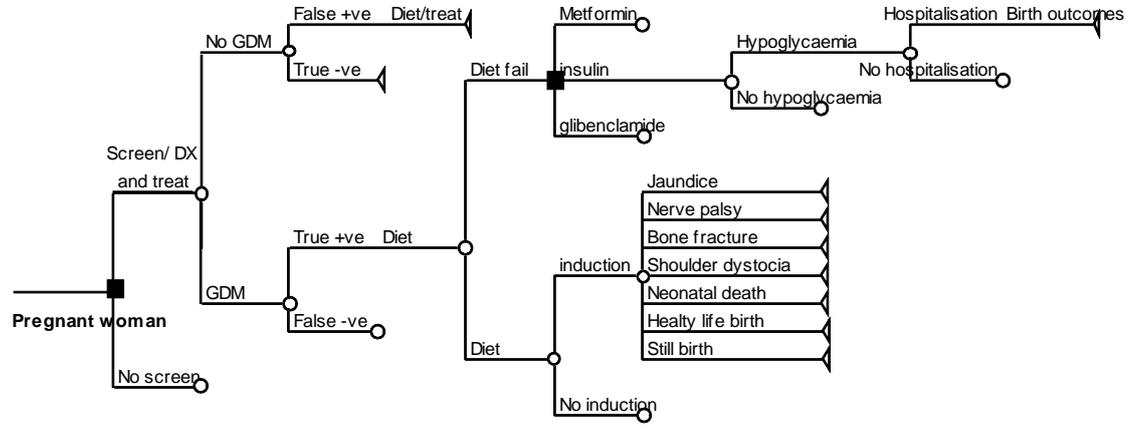 False +ve Diet/treat
Metformin
Hospitalisation Birth outcomes
No GDM
Hypoglycaemia
True -ve
Diet fail
insulin
No hospitalisation
No hypoglycaemia
glibenclamide
Screen/ DX
and treat
Jaundice
Nerve palsy
True +ve Diet
Bone fracture
induction
Shoulder dystocia
GDM
Neonatal death
Pregnant woman
False -ve
Healty life birth
Diet
Still birth
No screen
No induction